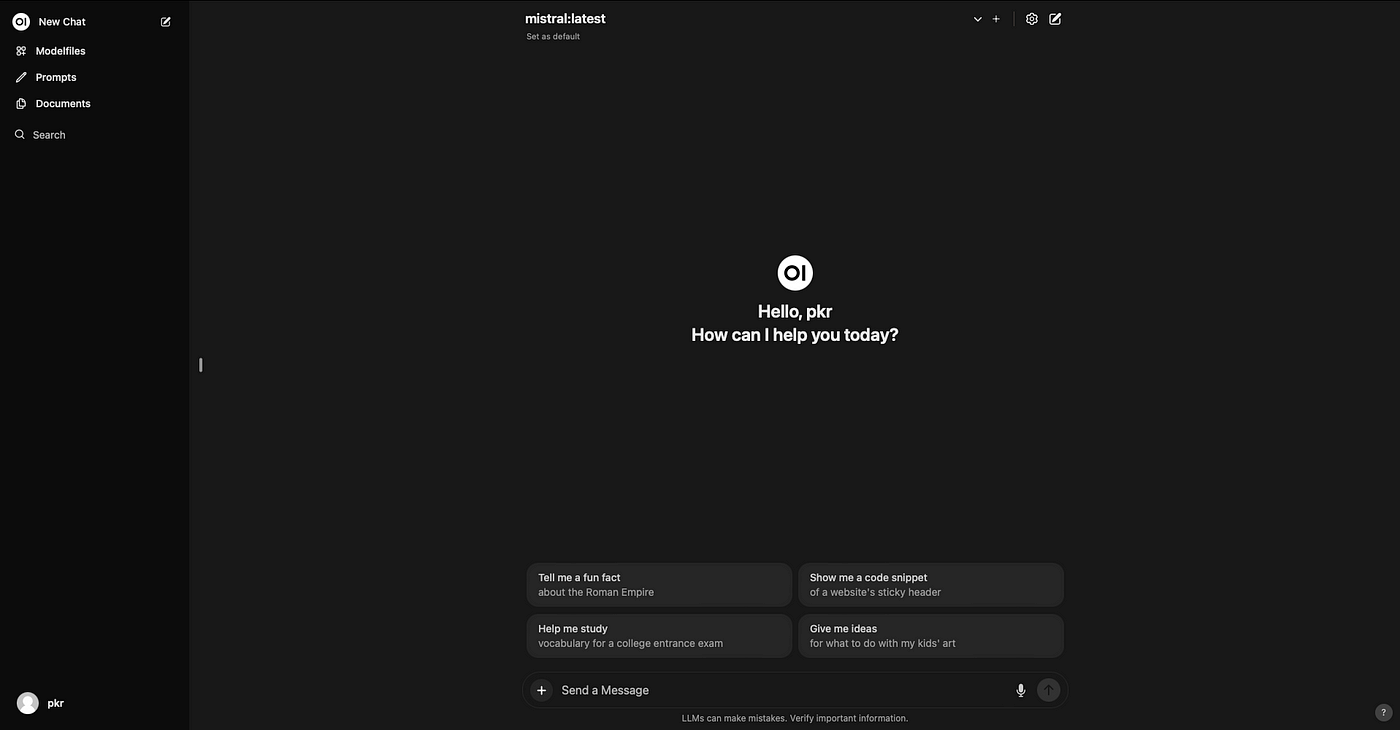 OI New Chat
Modelfiles
Prompts
Documents
Search
pkr
mistral:latest
Set as default
OI
Hello, pkr
How can I help you today?
Tell me a fun fact
about the Roman Empire
Show me a code snippet
of a website's sticky header
Help me study
vocabulary for a college entrance exam
Give me ideas
for what to do with my kids' art
Send a Message
LLMs can make mistakes. Verify important information.
?